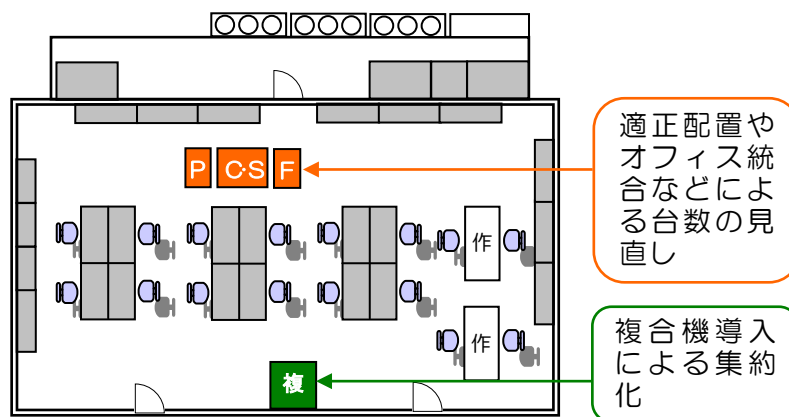 P C・S F
適正配置や
オフィス統
合などによ
る台数の見
直し
作
作
複
複合機導入
による集約
化